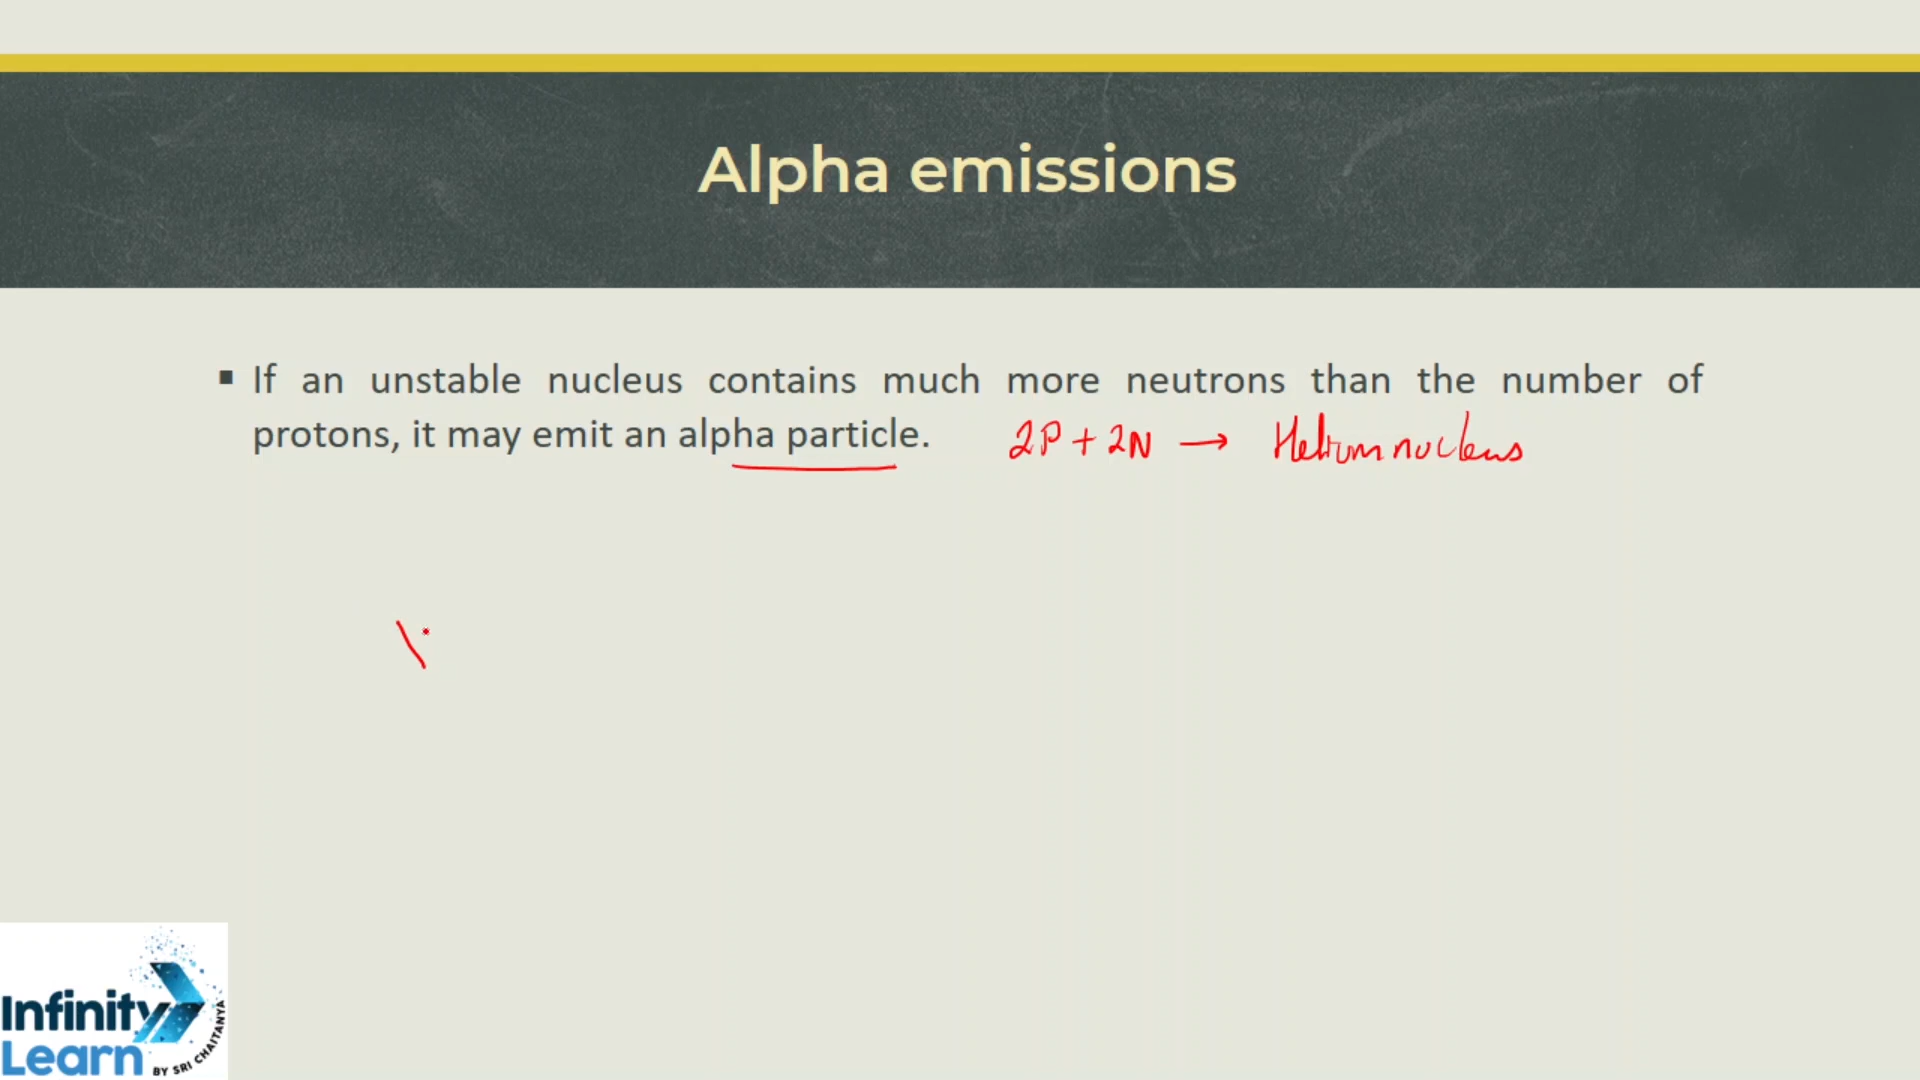 Alpha emissions
▪ If an unstable nucleus contains much more neutrons than the number of
protons, it may emit an alpha particle. 2P + 2N → Helium nucleus
Infinity
Learn
BY SRI CHAITANYA